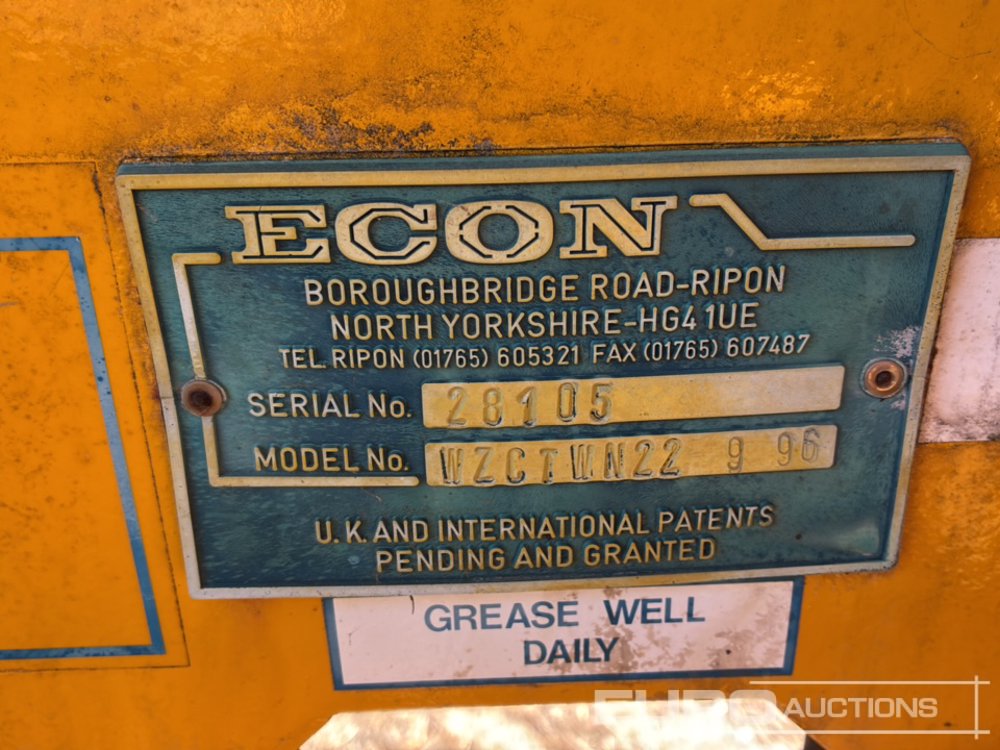 ECON
BOROUGHBRIDGE ROAD-RIPON
NORTH YORKSHIRE-HG4 1UE
TEL. RIPON (01765) 605321 FAX (01765) 607487
SERIAL No. 28105
MODEL No. WZCTWN22 9 96
U.K. AND INTERNATIONAL PATENTS
PENDING AND GRANTED
GREASE WELL
DAILY
EURO AUCTIONS